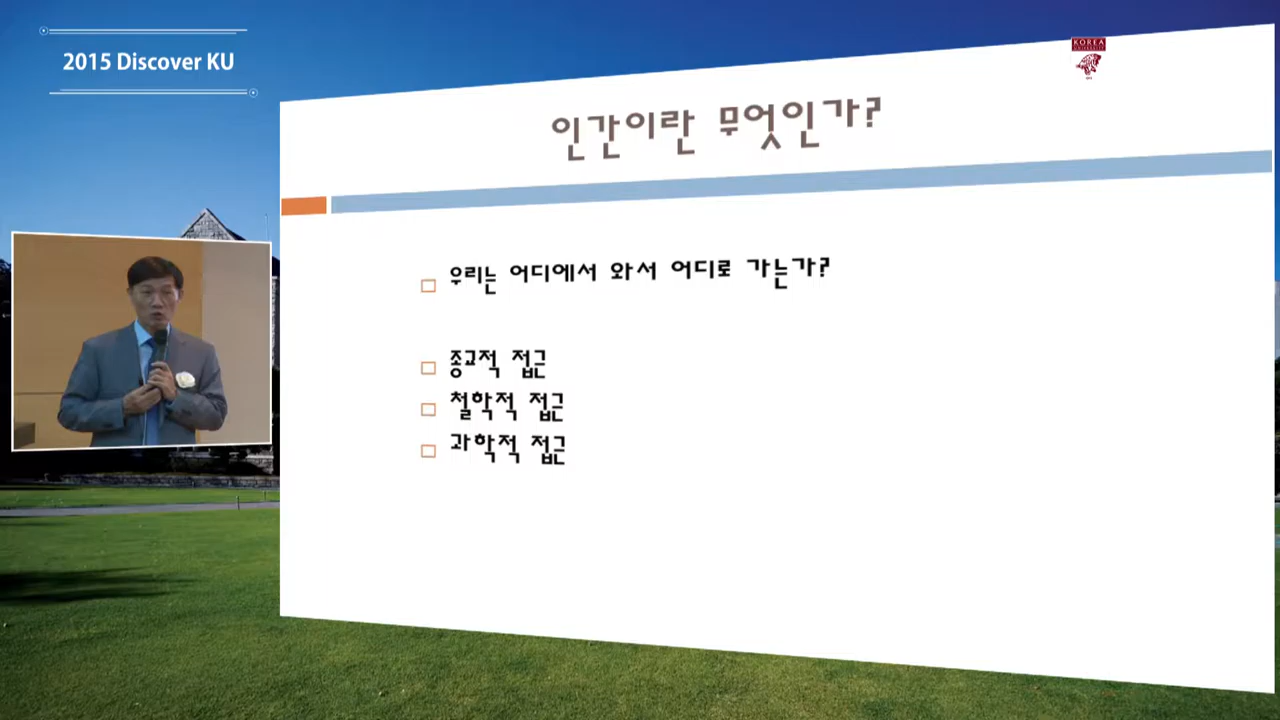 2015 Discover KU
KOREA
인간이란 무엇인가?
우리는 어디에서 와서 어디로 가는가?
종교적 접근
철학적 접근
과학적 접근